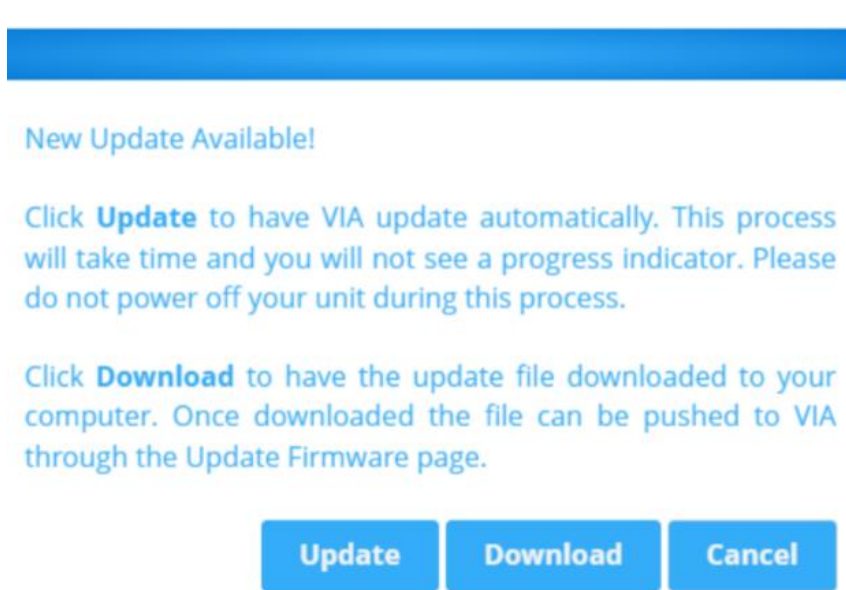 New Update Available!
Click Update to have VIA update automatically. This process
will take time and you will not see a progress indicator. Please
do not power off your unit during this process.
Click Download to have the update file downloaded to your
computer. Once downloaded the file can be pushed to VIA
through the Update Firmware page.
Update Download Cancel